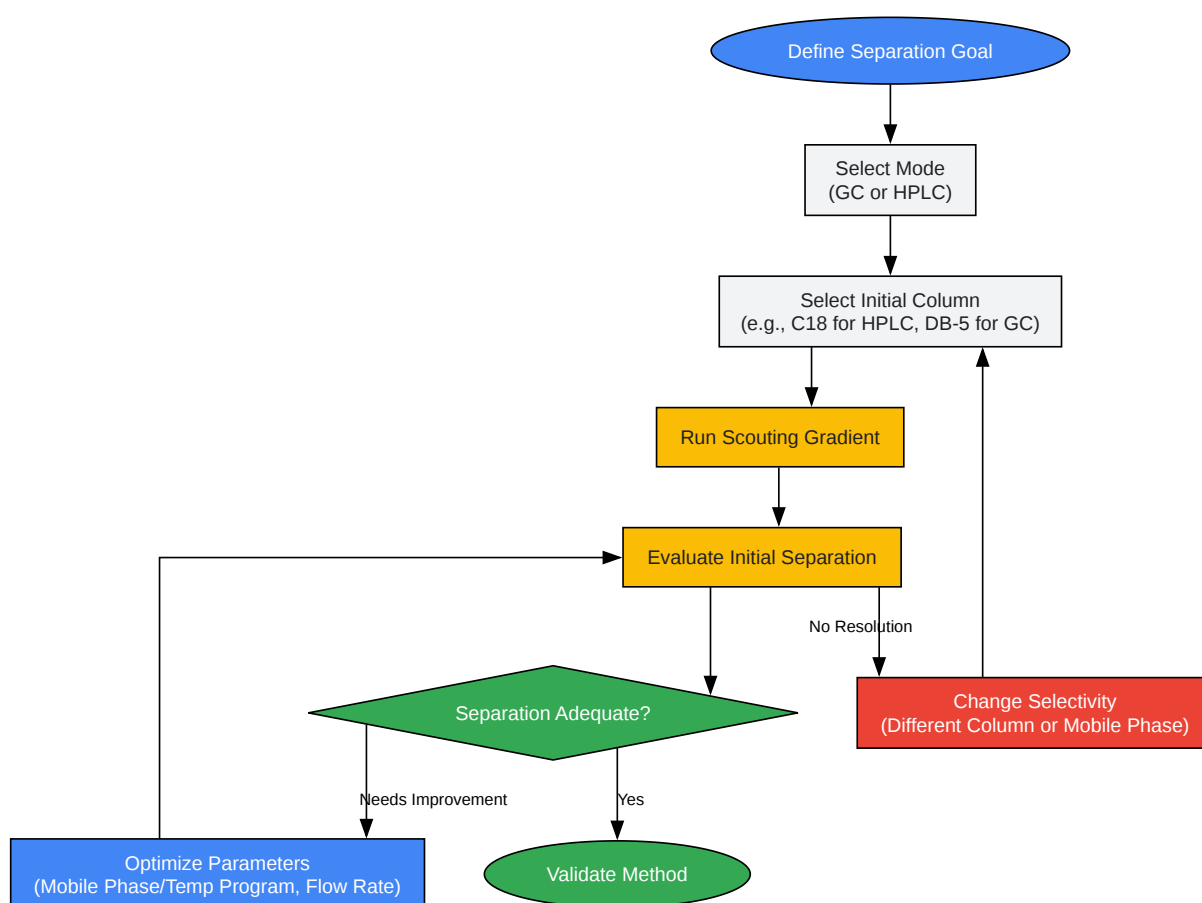 Define Separation Goal
Select Mode
(GC or HPLC)
Select Initial Column
(e.g., C18 for HPLC, DB-5 for GC)
Run Scouting Gradient
Evaluate Initial Separation
No Resolution
Separation Adequate?
Change Selectivity
(Different Column or Mobile Phase)
Needs Improvement
Yes
Optimize Parameters
(Mobile Phase/Temp Program, Flow Rate)
Validate Method